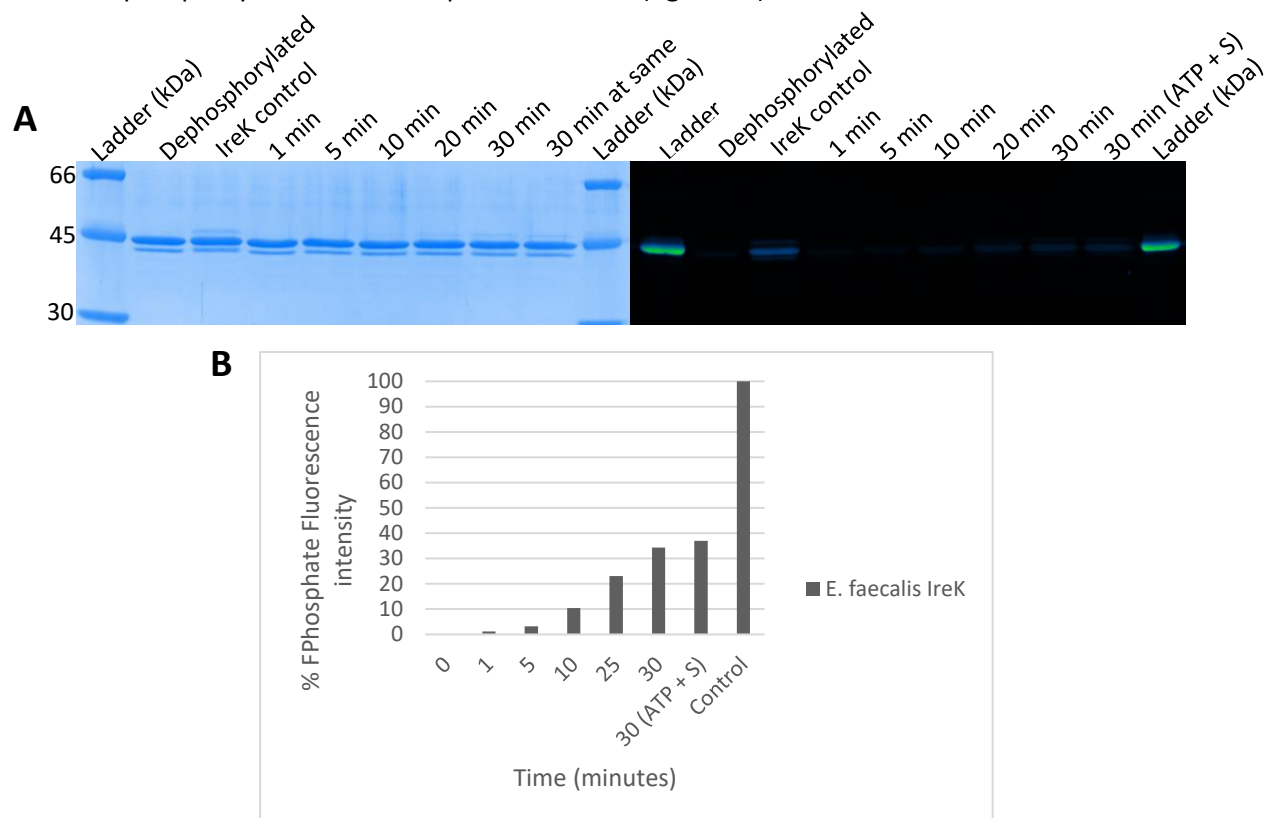 A
Ladder (kDa)
Dephosphorylated
IreK control
1 min
5 min
10 min
20 min
30 min
30 min at same
Ladder (kDa)
Ladder
Dephosphorylated
IreK control
1 min
5 min
10 min
20 min
30 min
30 min (ATP + S)
Ladder (kDa)
66
45
30
B
% FPhosphate Fluorescence
intensity
100
90
80
70
60
50
40
30
20
10
0
0
1
5
10
25
30
30 (ATP + S)
Control
Time (minutes)
E. faecalis IreK